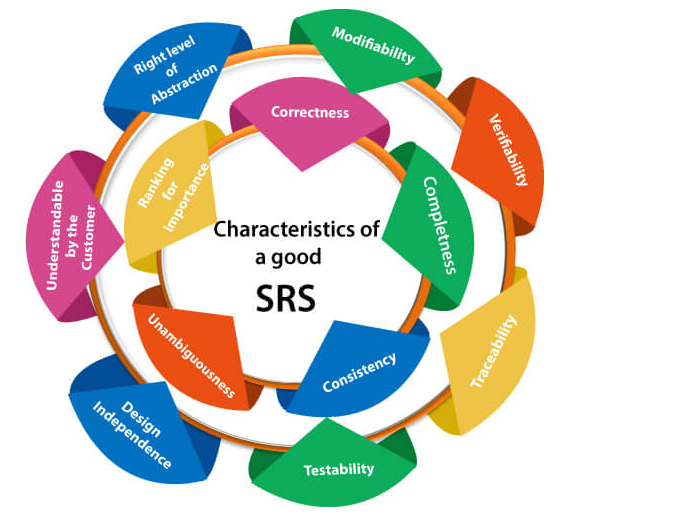 Characteristics of
a good
SRS
Correctness
Completness
Consistency
Unambiguousness
Ranking
for
importance
Modifiability
Verifiability
Traceability
Testability
Design
Independence
Understandable
by the
Customer
Right level
of
Abstraction